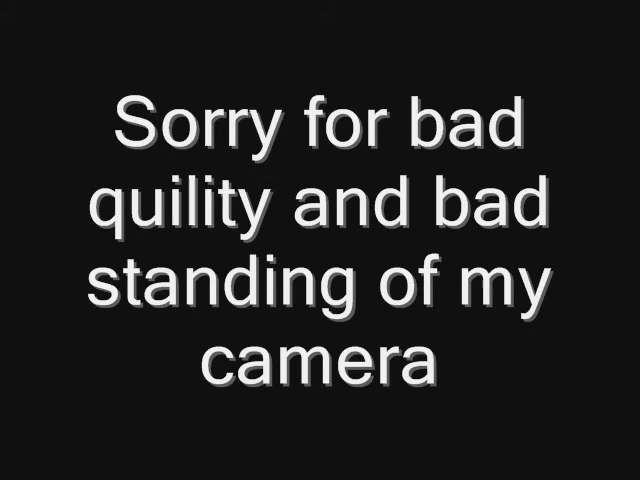 Sorry for bad
quility and bad
standing of my
camera